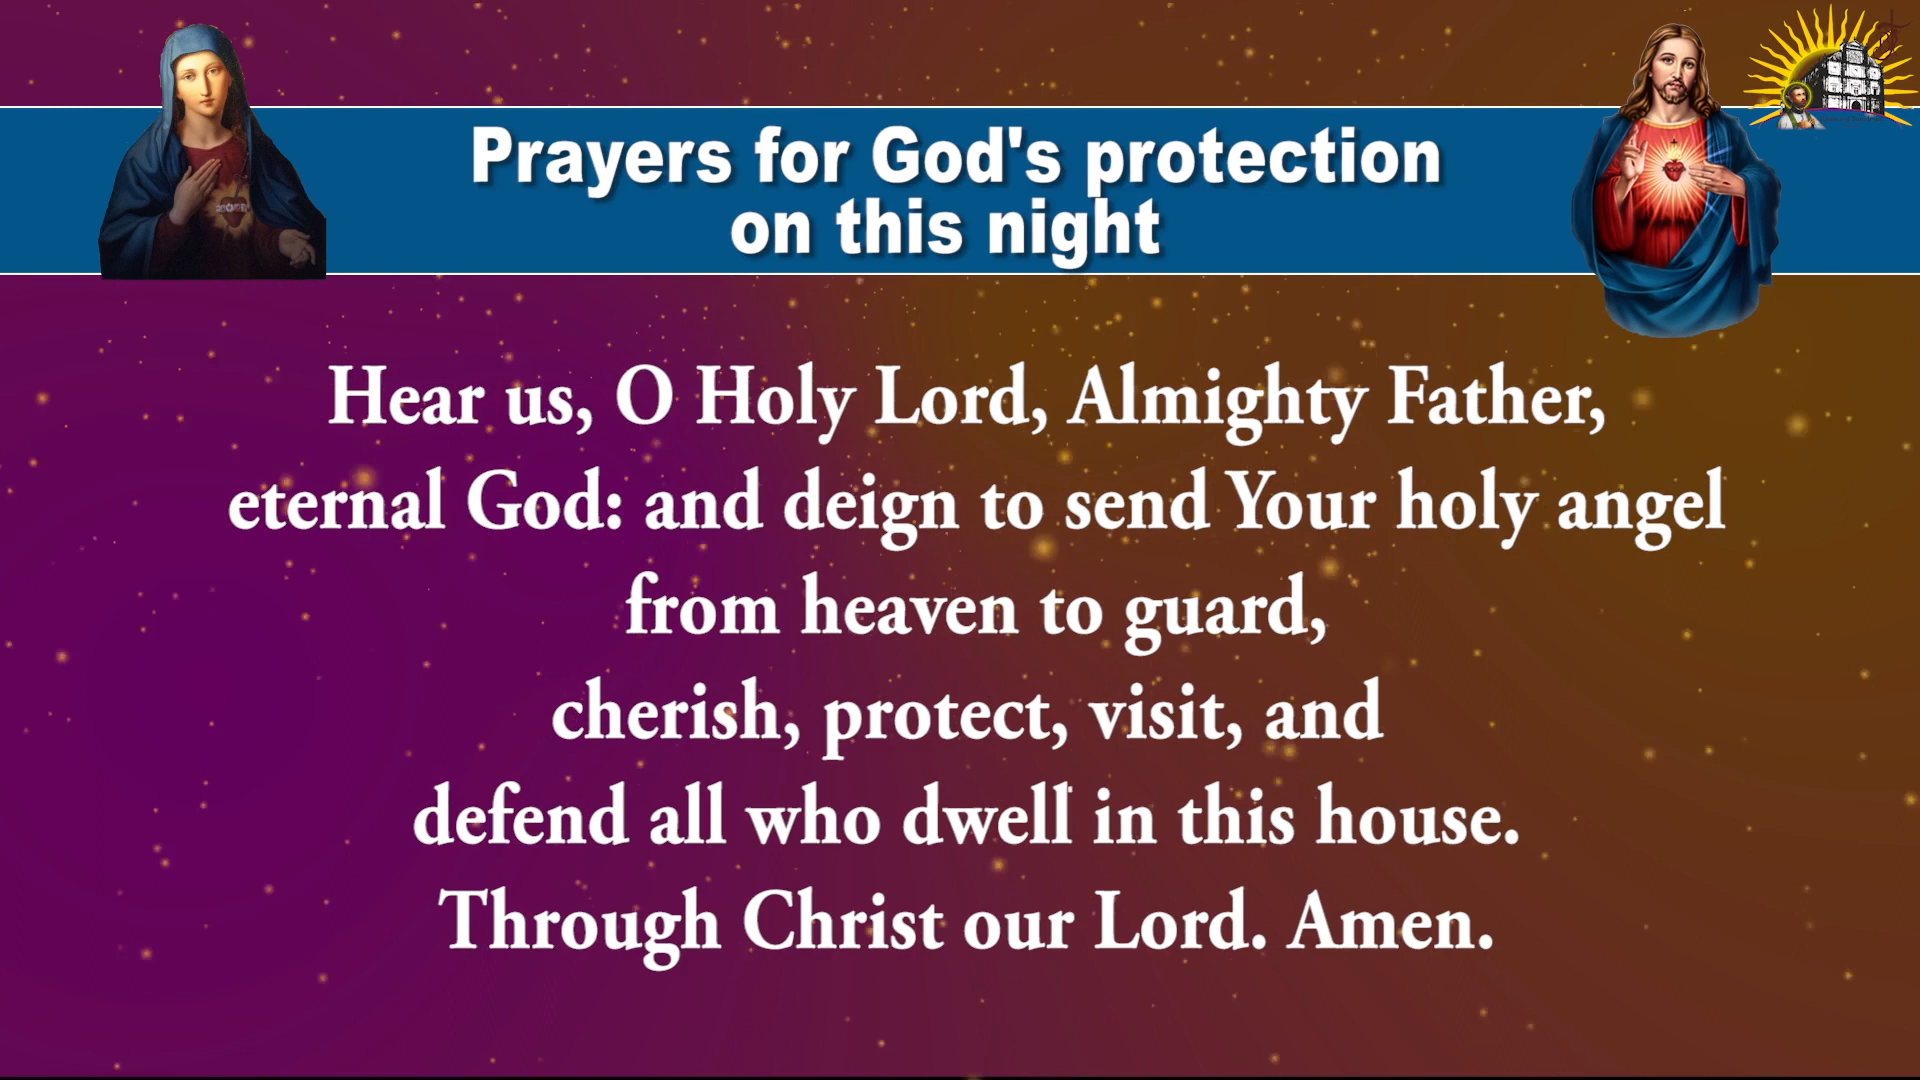 Prayers for God's protection
on this night
Hear us, O Holy Lord, Almighty Father,
eternal God: and deign to send Your holy angel
from heaven to guard,
cherish, protect, visit, and
defend all who dwell in this house.
Through Christ our Lord. Amen.